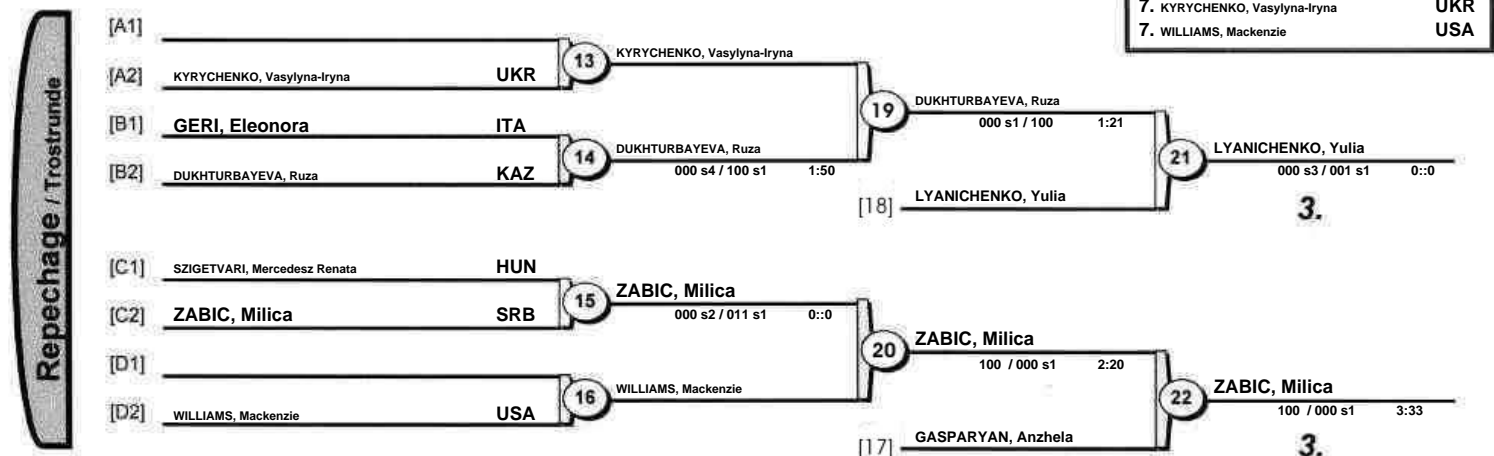 7. KYRYCHENKO, Vasylyna-Iryna UKR
7. WILLIAMS, Mackenzie USA
Repechage / Trostrunde
[A1]
13 KYRYCHENKO, Vasylyna-Iryna
[A2] KYRYCHENKO, Vasylyna-Iryna UKR
19 DUKHTURBAYEVA, Ruza
000 s1 / 100 1:21
[B1] GERI, Eleonora ITA
14 DUKHTURBAYEVA, Ruza
000 s4 / 100 s1 1:50
[B2] DUKHTURBAYEVA, Ruza KAZ
21 LYANICHENKO, Yulia
000 s3 / 001 s1 0::0
[18] LYANICHENKO, Yulia
3.
[C1] SZIGETVARI, Mercedesz Renata HUN
15 ZABIC, Milica
000 s2 / 011 s1 0::0
[C2] ZABIC, Milica SRB
20 ZABIC, Milica
100 / 000 s1 2:20
[D1]
16 WILLIAMS, Mackenzie
[D2] WILLIAMS, Mackenzie USA
22 ZABIC, Milica
100 / 000 s1 3:33
[17] GASPARYAN, Anzhela
3.